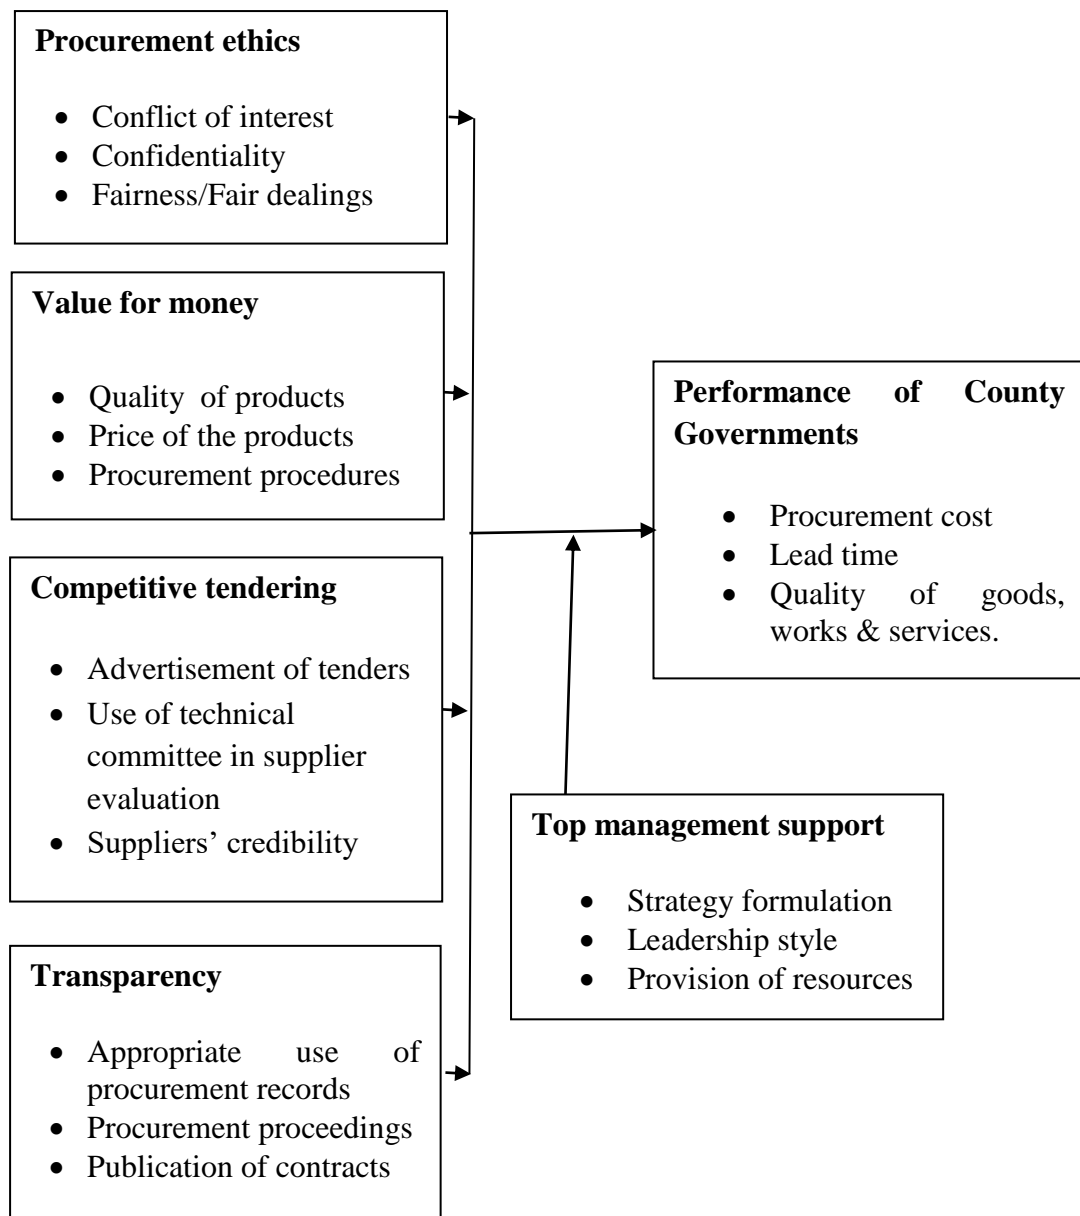 Procurement ethics
• Conflict of interest
• Confidentiality
• Fairness/Fair dealings
Value for money
• Quality of products
• Price of the products
• Procurement procedures
Competitive tendering
• Advertisement of tenders
• Use of technical
committee in supplier
evaluation
• Suppliers’ credibility
Transparency
• Appropriate use of
procurement records
• Procurement proceedings
• Publication of contracts
Performance of County
Governments
• Procurement cost
• Lead time
• Quality of goods,
works & services.
Top management support
• Strategy formulation
• Leadership style
• Provision of resources